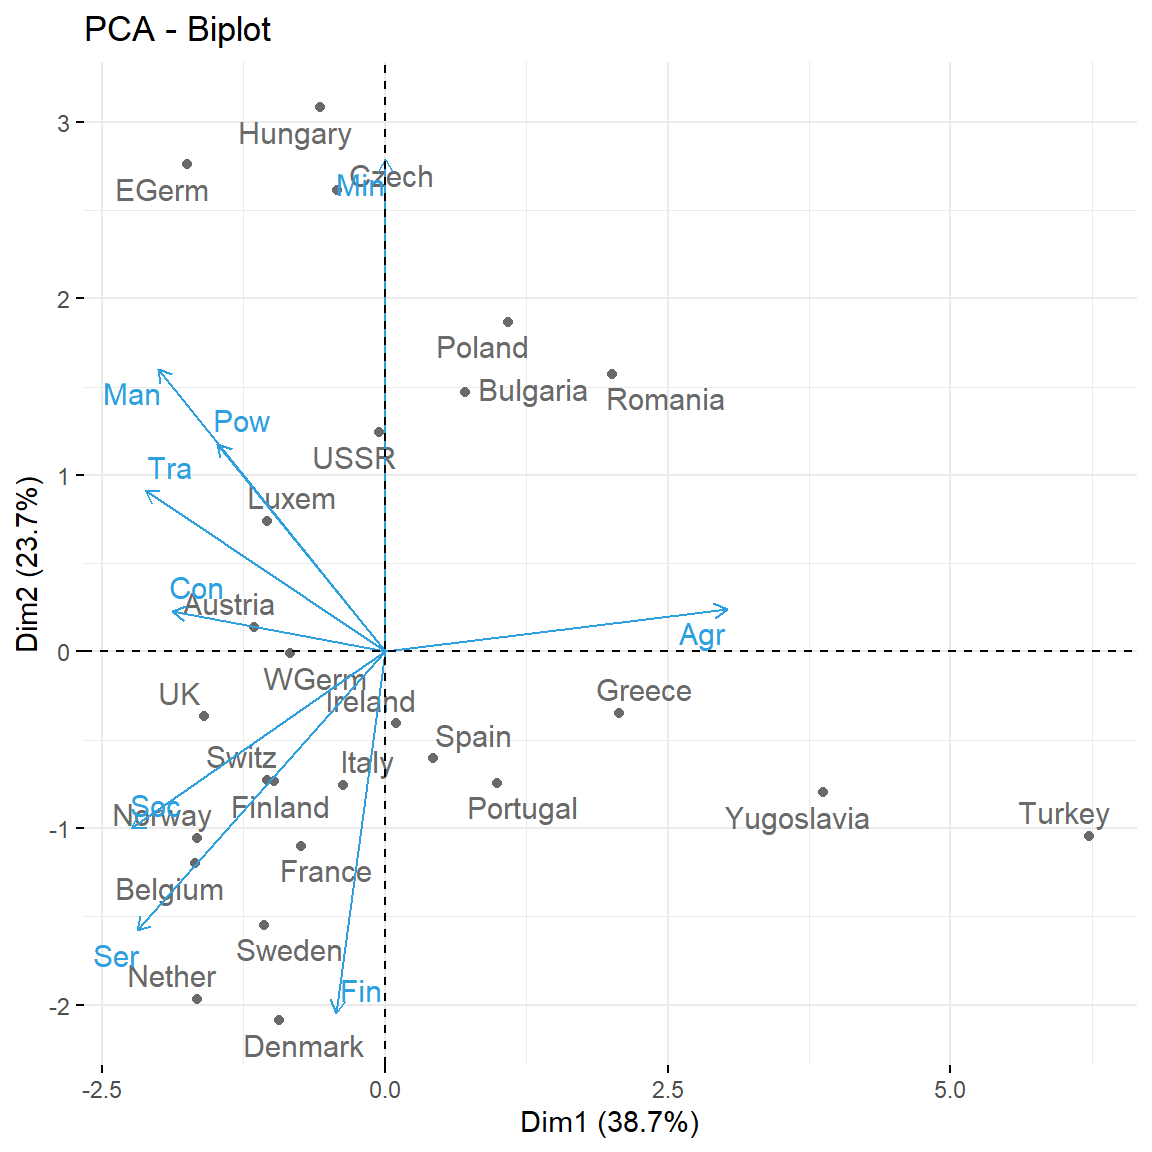 PCA - Biplot
3
Hungary
EGerm
Czech
Min
2
Poland
Bulgaria
Romania
Man
Pow
USSR
Tra
1
Luxem
Con
Austria
Agr
0
WGerm
UK
Ireland
Greece
Spain
Switz
Italy
Soc
Finland
Portugal
Norway
Yugoslavia
Turkey
-1
France
Belgium
Ser
Sweden
Nether
Fin
-2
Denmark
-2.5
0.0
2.5
5.0
Dim1 (38.7%)
Dim2 (23.7%)